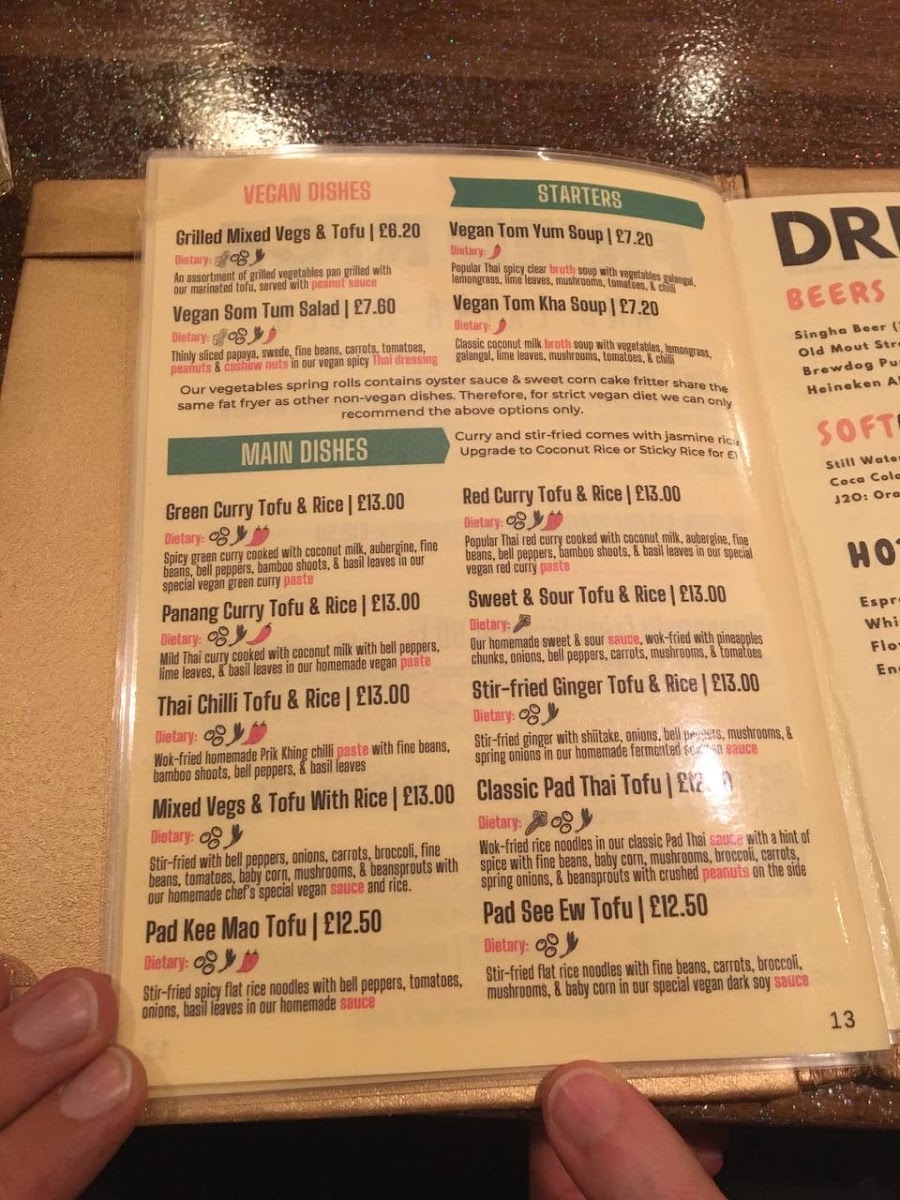 VEGAN DISHES
Grilled Mixed Vegs & Tofu | £6.20
Dietary:
An assortment of grilled vegetables pan grilled with
our marinated tofu, served with peanut sauce
Vegan Som Tum Salad | £7.60
Dietary:
Thinly sliced papaya, swede, fine beans, carrots, tomatoes,
peanuts & cashew nuts in our vegan spicy Thai dressing
STARTERS
Vegan Tom Yum Soup | £7.20
Dietary:
Popular Thai spicy clear broth soup with vegetables galangal,
lemongrass, lime leaves, mushrooms, tomatoes, & chilli
Vegan Tom Kha Soup | £7.20
Dietary:
Classic coconut milk broth soup with vegetables, lemongrass,
galangal, lime leaves, mushrooms, tomatoes, & chilli
Our vegetables spring rolls contains oyster sauce & sweet corn cake fritter share the
same fat fryer as other non-vegan dishes. Therefore, for strict vegan diet we can only
recommend the above options only.
MAIN DISHES
Curry and stir-fried comes with jasmine
Upgrade to Coconut Rice or Sticky Rice for
Green Curry Tofu & Rice | £13.00
Dietary:
Spicy green curry cooked with coconut milk, aubergine, fine
beans, bell peppers, bamboo shoots, & basil leaves in our
special vegan green curry paste
Panang Curry Tofu & Rice | £13.00
Dietary:
Mild Thai curry cooked with coconut milk with bell peppers,
lime leaves, & basil leaves in our homemade vegan paste
Thai Chilli Tofu & Rice | £13.00
Dietary:
Wok-fried homemade Prik Khing chilli paste with fine beans,
bamboo shoots, bell peppers, & basil leaves
Mixed Vegs & Tofu With Rice | £13.00
Dietary:
Stir-fried with bell peppers, onions, carrots, broccoli, fine
beans, tomatoes, baby corn, mushrooms, & beansprouts with
our homemade chef's special vegan sauce and rice.
Pad Kee Mao Tofu | £12.50
Dietary:
Stir-fried spicy flat rice noodles with bell peppers, tomatoes,
onions, basil leaves in our homemade sauce
Red Curry Tofu & Rice | £13.00
Dietary:
Popular Thai red curry cooked with coconut milk, aubergine, fine
beans, bell peppers, bamboo shoots, & basil leaves in our special
vegan red curry paste
Sweet & Sour Tofu & Rice | £13.00
Dietary:
Our homemade sweet & sour sauce, wok-fried with pineapples
chunks, onions, bell peppers, carrots, mushrooms, & tomatoes
Stir-fried Ginger Tofu & Rice | £13.00
Dietary:
Stir-fried ginger with shiitake, onions, bell peppers, mushrooms, &
spring onions in our homemade fermented sauce
Classic Pad Thai Tofu |
Dietary:
Wok-fried rice noodles in our classic Pad Thai sauce with a hint of
spice with fine beans, baby corn, mushrooms, broccoli, carrots,
spring onions, & beansprouts with crushed peanuts on the side
Pad See Ew Tofu | £12.50
Dietary:
Stir-fried flat rice noodles with fine beans, carrots, broccoli,
mushrooms, & baby corn in our special vegan dark soy sauce
13
BEERS
Singha Beer
Old Mout
Brewdog
Heineken
Still
Coca
J2O: